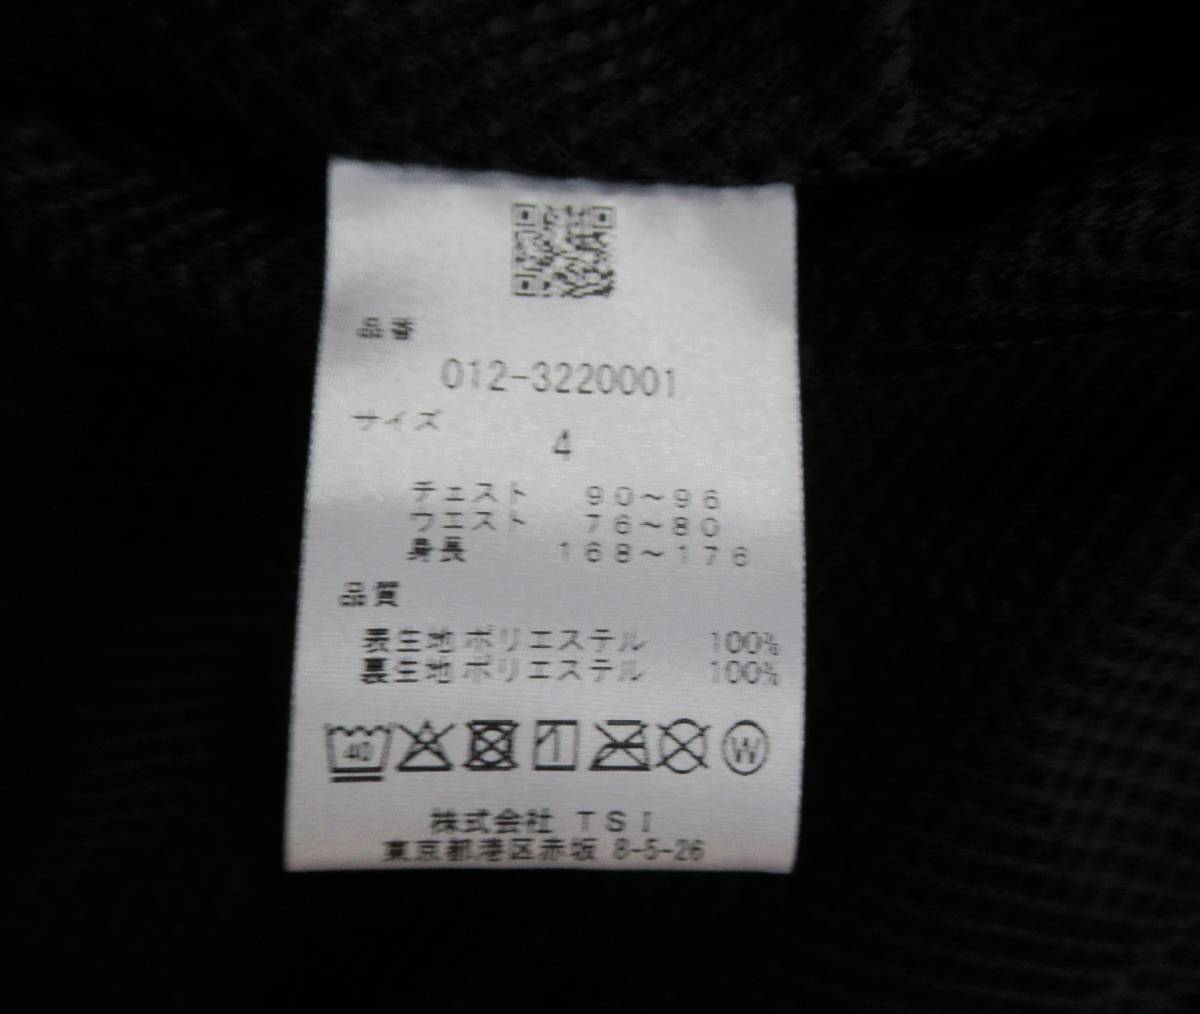 品番
012-3220001
サイズ
4
チェスト 90~96
ウエスト 76~80
身長 168~176
品質
表生地 ポリエステル 100%
裏生地 ポリエステル 100%
40 W
株式会社 TSI
東京都港区赤坂 8-5-26